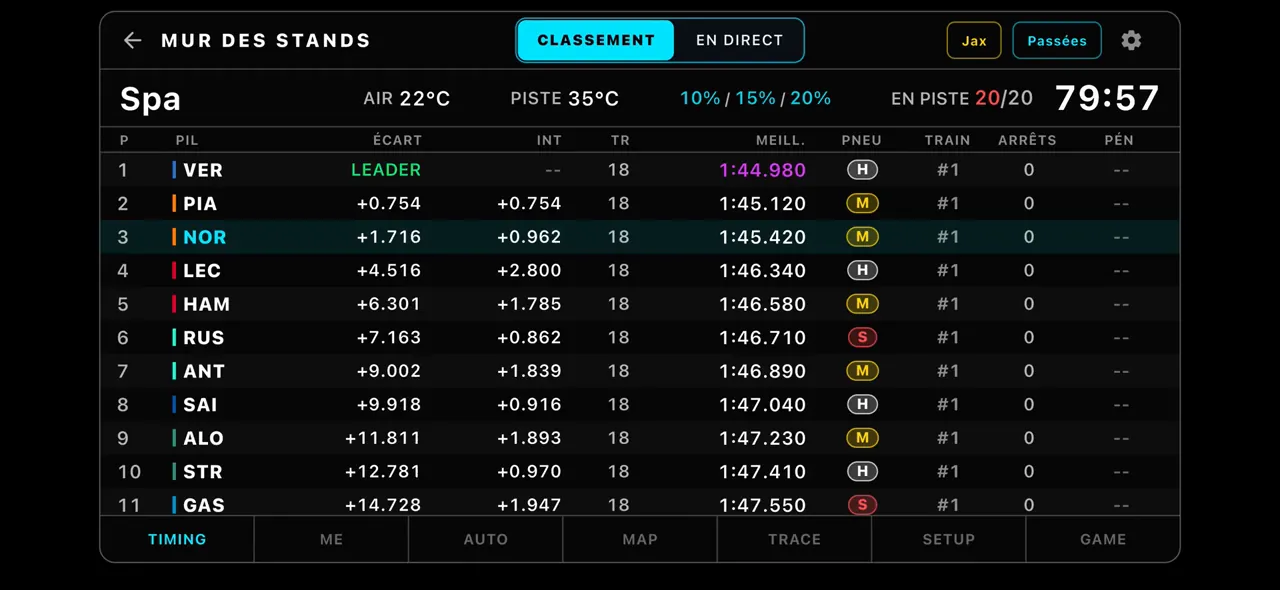 MUR DES STANDS CLASSEMENT EN DIRECT Jax Passées
Spa AIR 22°C PISTE 35°C 10% / 15% / 20% EN PISTE 20/20 79:57
P PIL ÉCART INT TR MEILL. PNEU TRAIN ARRÊTS PÉN
1 VER LEADER -- 18 1:44.980 H #1 0 --
2 PIA +0.754 +0.754 18 1:45.120 M #1 0 --
3 NOR +1.716 +0.962 18 1:45.420 M #1 0 --
4 LEC +4.516 +2.800 18 1:46.340 H #1 0 --
5 HAM +6.301 +1.785 18 1:46.580 M #1 0 --
6 RUS +7.163 +0.862 18 1:46.710 S #1 0 --
7 ANT +9.002 +1.839 18 1:46.890 M #1 0 --
8 SAI +9.918 +0.916 18 1:47.040 H #1 0 --
9 ALO +11.811 +1.893 18 1:47.230 M #1 0 --
10 STR +12.781 +0.970 18 1:47.410 H #1 0 --
11 GAS +14.728 +1.947 18 1:47.550 S #1 0 --
TIMING ME AUTO MAP TRACE SETUP GAME